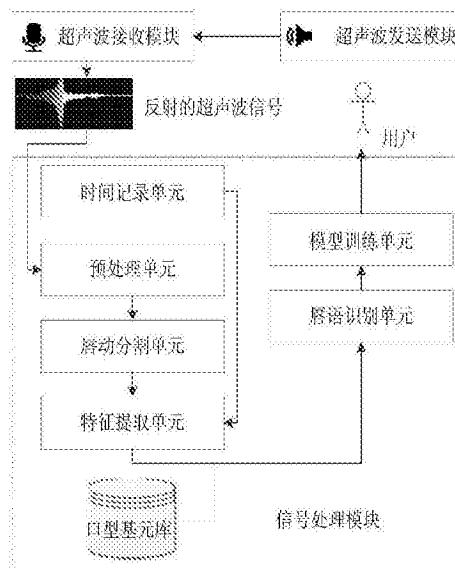 超声波接收模块
超声波发送模块
反射的超声波信号
用户
时间记录单元
预处理单元
唇动分割单元
特征提取单元
模型训练单元
唇语识别单元
口型基元库
信号处理模块